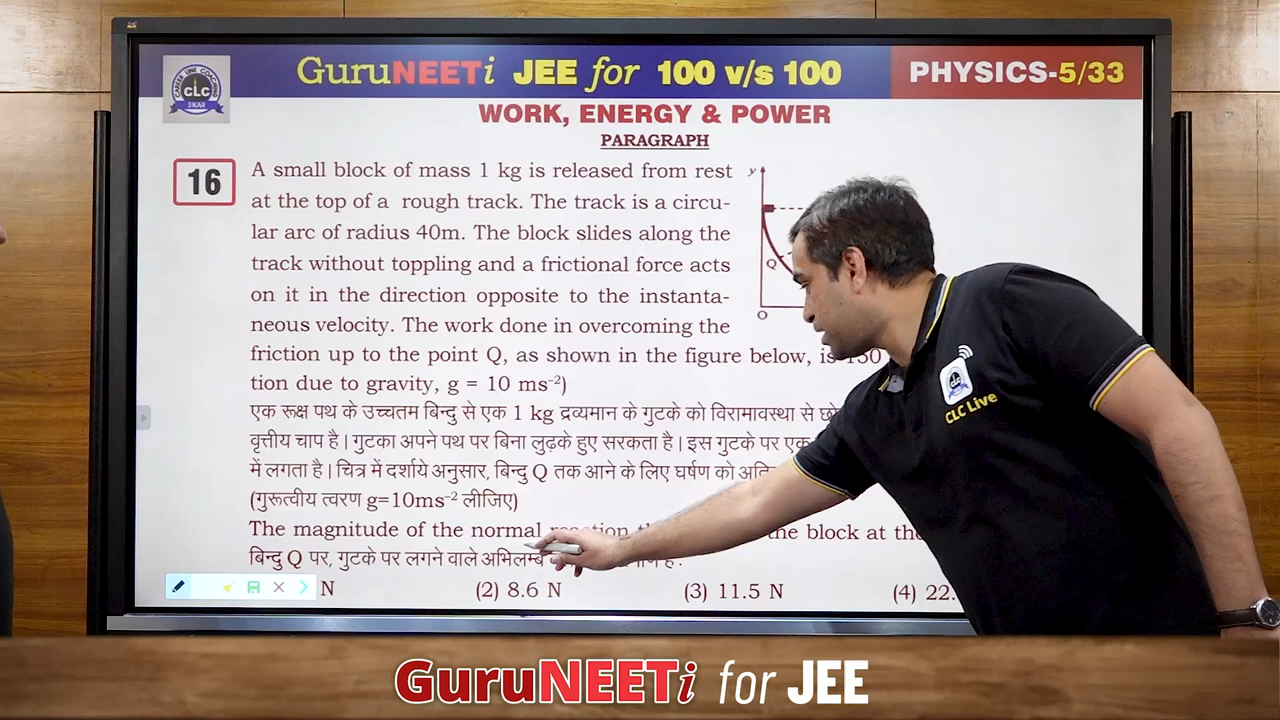 GuruNEETi JEE for 100 v/s 100
PHYSICS-5/33
CAREER LINE COACHING
CLC
SIKAR
WORK, ENERGY & POWER
PARAGRAPH
16
A small block of mass 1 kg is released from rest
at the top of a rough track. The track is a circu-
lar arc of radius 40m. The block slides along the
track without toppling and a frictional force acts
on it in the direction opposite to the instanta-
neous velocity. The work done in overcoming the
friction up to the point Q, as shown in the figure below, is 150
tion due to gravity, g = 10 ms⁻²)
y
Q
O
एक रूक्ष पथ के उच्चतम बिन्दु से एक 1 kg द्रव्यमान के गुटके को विरामावस्था से
वृत्तीय चाप है। गुटका अपने पथ पर बिना लुढ़के हुए सरकता है। इस गुटके पर एक
में लगता है। चित्र में दर्शाये अनुसार, बिन्दु Q तक आने के लिए घर्षण को
(गुरूत्वीय त्वरण g=10ms⁻² लीजिए)
The magnitude of the normal reaction the block at the
बिन्दु Q पर, गुटके पर लगने वाले अभिलम्ब
N (2) 8.6 N (3) 11.5 N (4) 22.
CLC
CLC Live
GuruNEETi for JEE